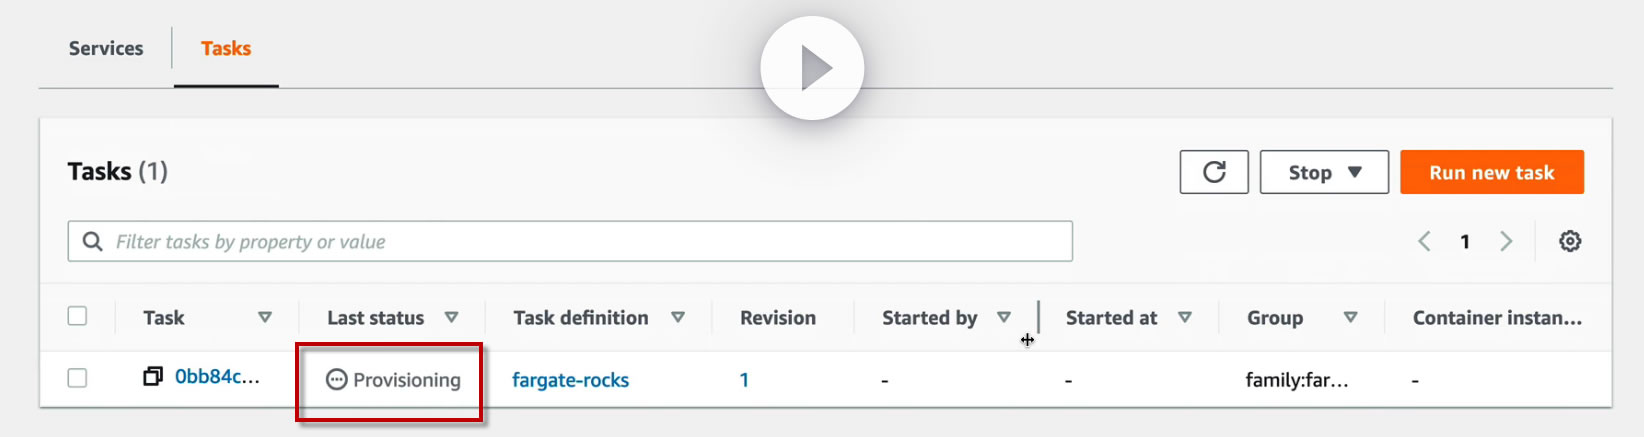 Services Tasks
Tasks (1)
Stop Run new task
Filter tasks by property or value
1
Task Last status Task definition Revision Started by Started at Group Container instan...
0bb84c... Provisioning fargate-rocks 1 - - family:far... -